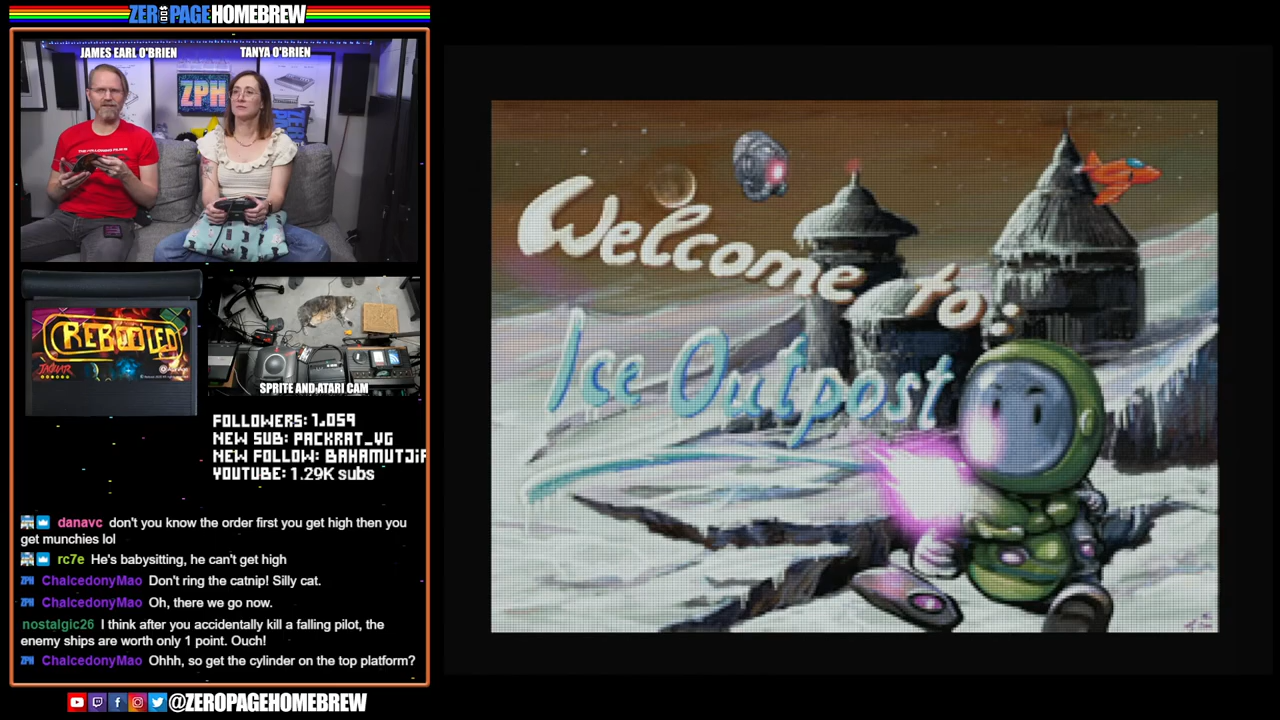 ZEROPAGE HOMEBREW
JAMES EARL O'BRIEN
TANYA O'BRIEN
ZPH
REBOOTED
JAGUAR
SPRITE AND ATARI CAM
FOLLOWERS: 1,059
NEW SUB: PACKRAT_VG
NEW FOLLOW: BAHAMUTJIF
YOUTUBE: 1.29K subs
danavc don't you know the order first you get high then you
get munchies lol
rc7e He's babysitting, he can't get high
ZPH ChalcedonyMao Don't ring the catnip! Silly cat.
ZPH ChalcedonyMao Oh, there we go now.
nostalgic26 I think after you accidentally kill a falling pilot, the
enemy ships are worth only 1 point. Ouch!
ZPH ChalcedonyMao Ohhh, so get the cylinder on the top platform?
@ZEROPAGEHOMEBREW
Welcome to:
Ice Outpost